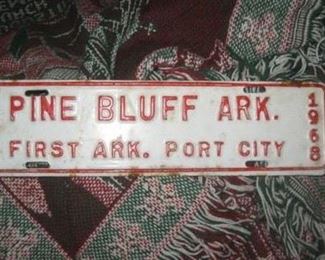 PINE BLUFF ARK.
FIRST ARK. PORT CITY
1968